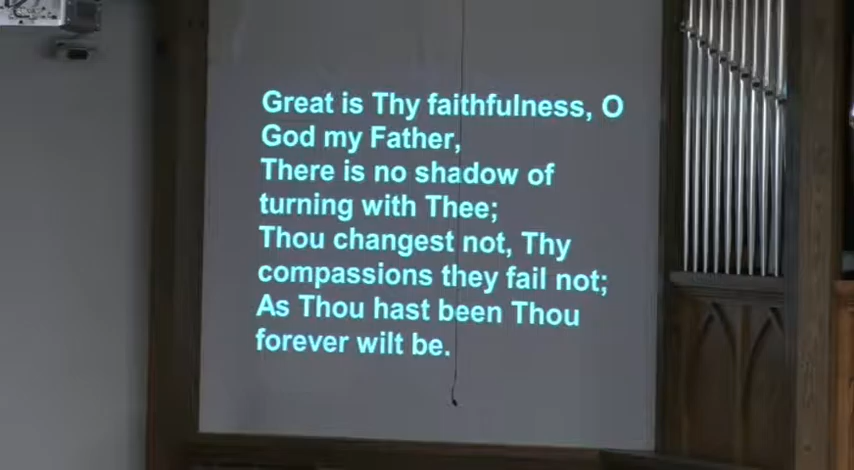 Great is Thy faithfulness, O
God my Father,
There is no shadow of
turning with Thee;
Thou changest not, Thy
compassions they fail not;
As Thou hast been Thou
forever wilt be.